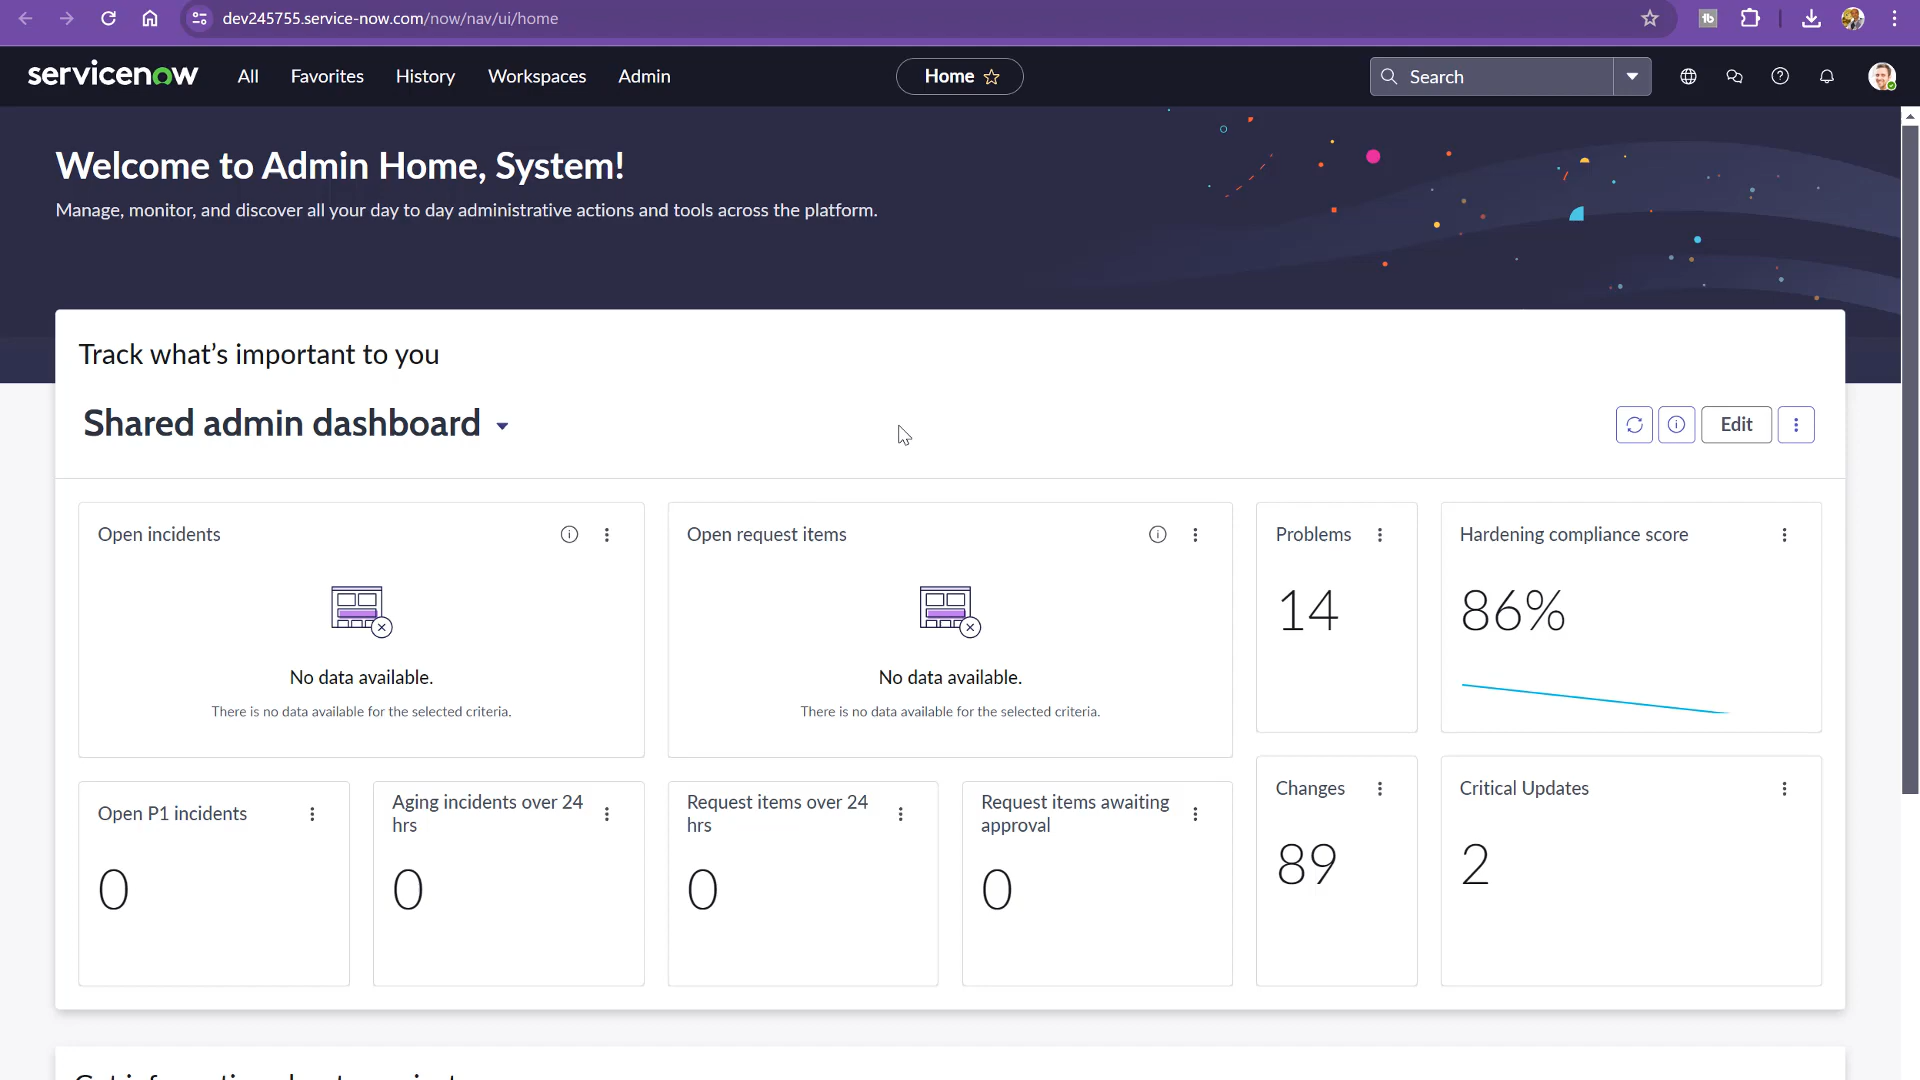 dev245755.service-now.com/now/nav/ui/home
servicenow
All
Favorites
History
Workspaces
Admin
Home
Search
Welcome to Admin Home, System!
Manage, monitor, and discover all your day to day administrative actions and tools across the platform.
Track what's important to you
Shared admin dashboard
Edit
Open incidents
No data available.
There is no data available for the selected criteria.
Open request items
No data available.
There is no data available for the selected criteria.
Problems
14
Hardening compliance score
86%
Open P1 incidents
0
Aging incidents over 24
hrs
0
Request items over 24
hrs
0
Request items awaiting
approval
0
Changes
89
Critical Updates
2